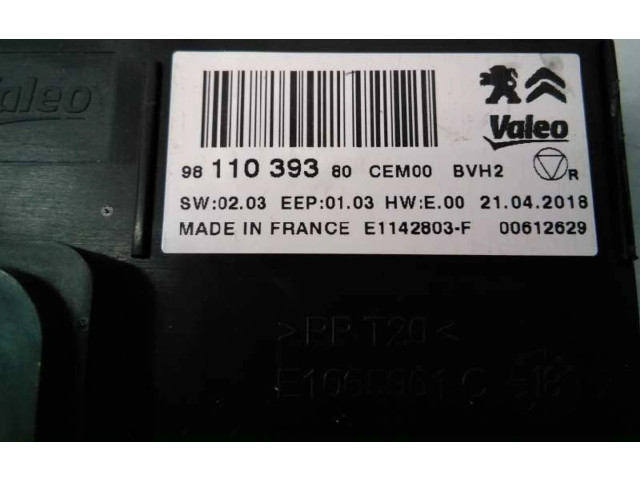 Valeo
Valeo
98 110 393 80 CEM00 BVH2 R
SW:02.03 EEP:01.03 HW:E.00 21.04.2018
MADE IN FRANCE E1142803-F 00612629
>PP T20<